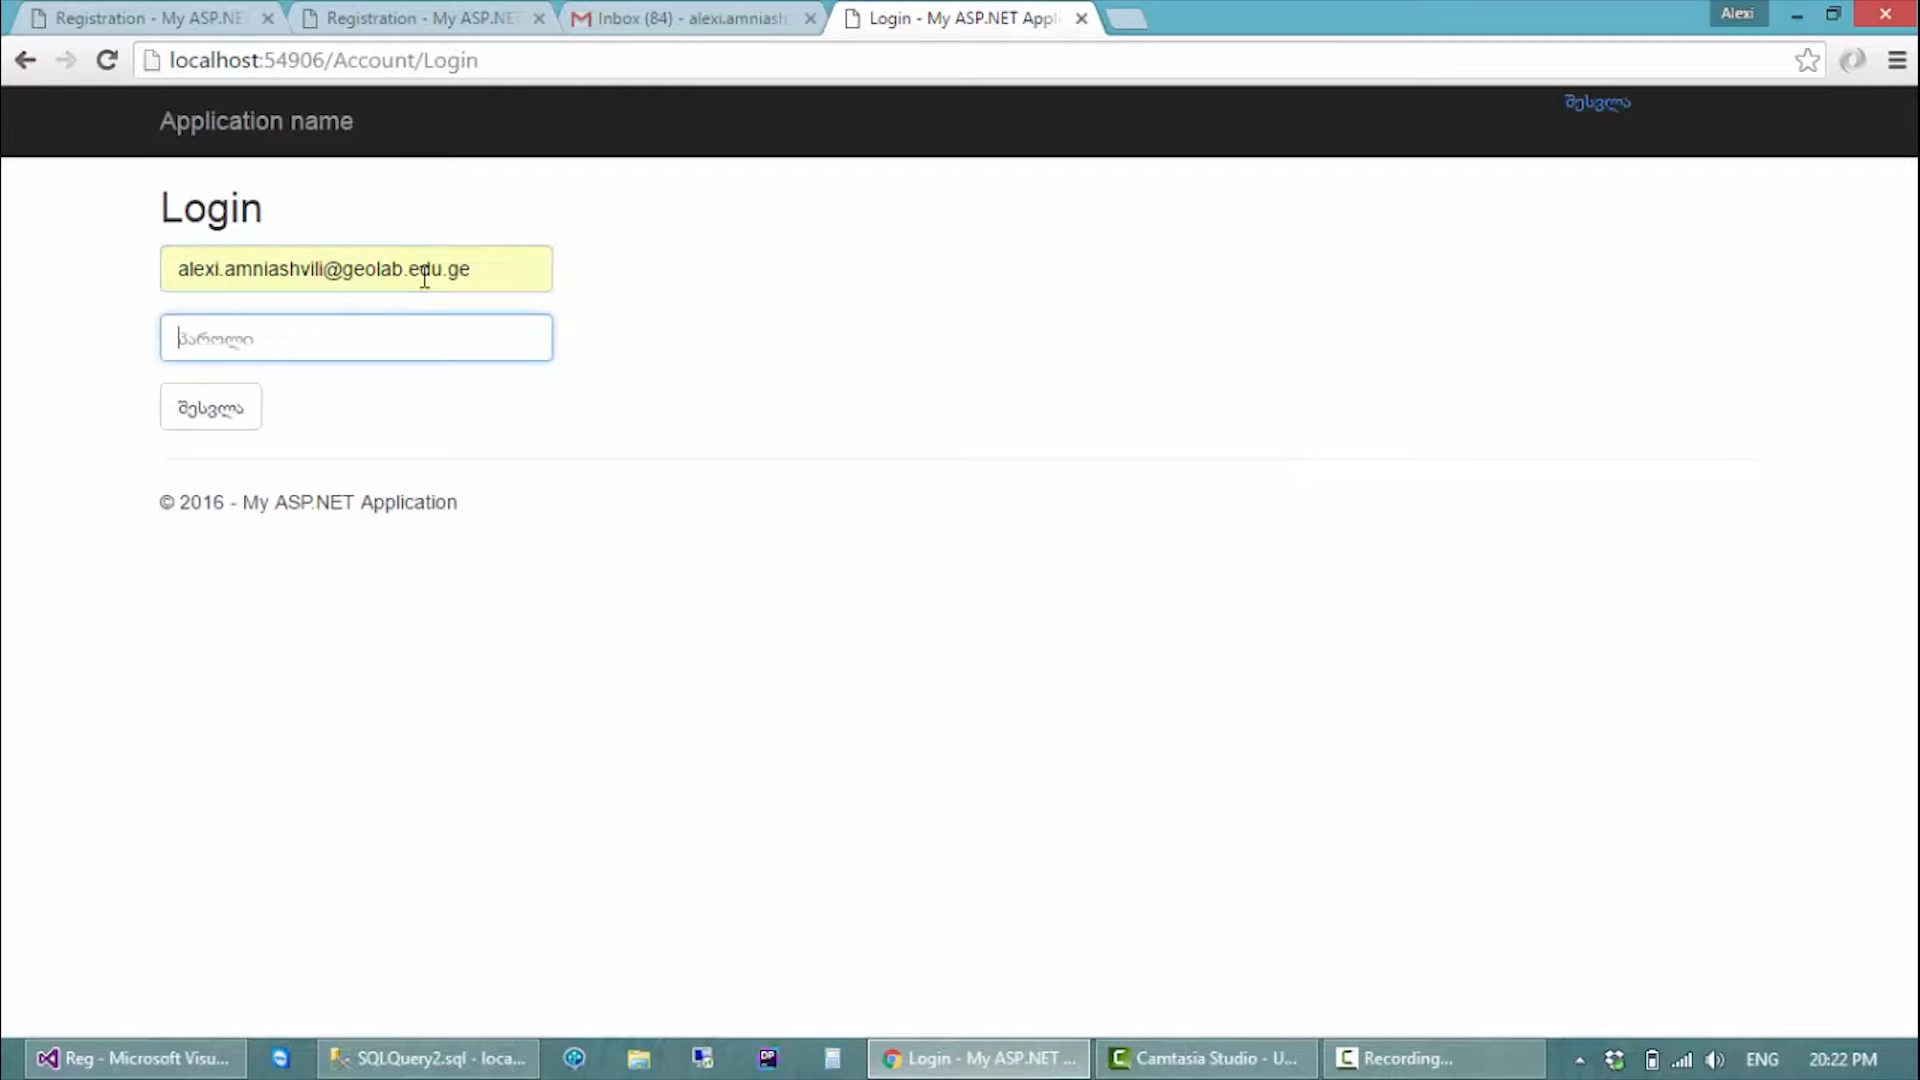 Registration - My ASP.NE
Registration - My ASP.NE
Inbox (84) - alexi.amniash
Login - My ASP.NET Appl
Alexi
localhost:54906/Account/Login
Application name
შესვლა
Login
alexi.amniashvili@geolab.edu.ge
პაროლი
შესვლა
© 2016 - My ASP.NET Application
Reg - Microsoft Visu...
SQLQuery2.sql - loca...
DP
Login - My ASP.NET ...
Camtasia Studio - U...
Recording...
ENG
20:22 PM